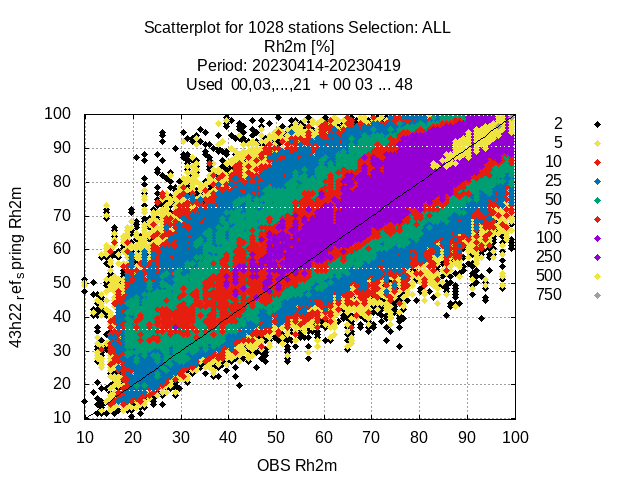 Scatterplot for 1028 stations Selection: ALL
Rh2m [%]
Period: 20230414-20230419
Used  00,03,...,21  + 00 03 ... 48
100
90
80
70
60
50
40
30
20
10
43h22_ref_spring Rh2m
10 20 30 40 50 60 70 80 90 100
OBS Rh2m
2
5
10
25
50
75
100
250
500
750